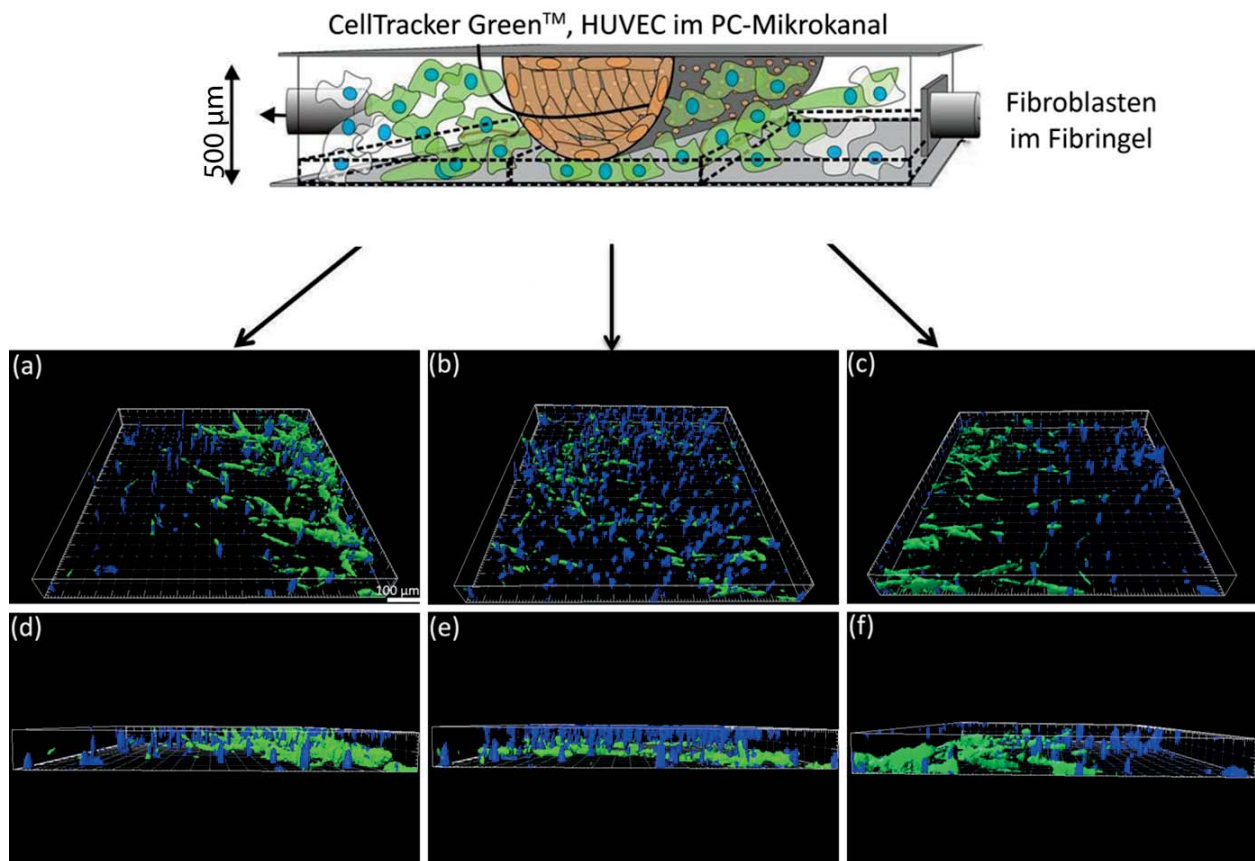 CellTracker Green™, HUVEC im PC-Mikrokanal
500 µm
Fibroblasten
im Fibringel
(a)
(b)
(c)
100 µm
(d)
(e)
(f)